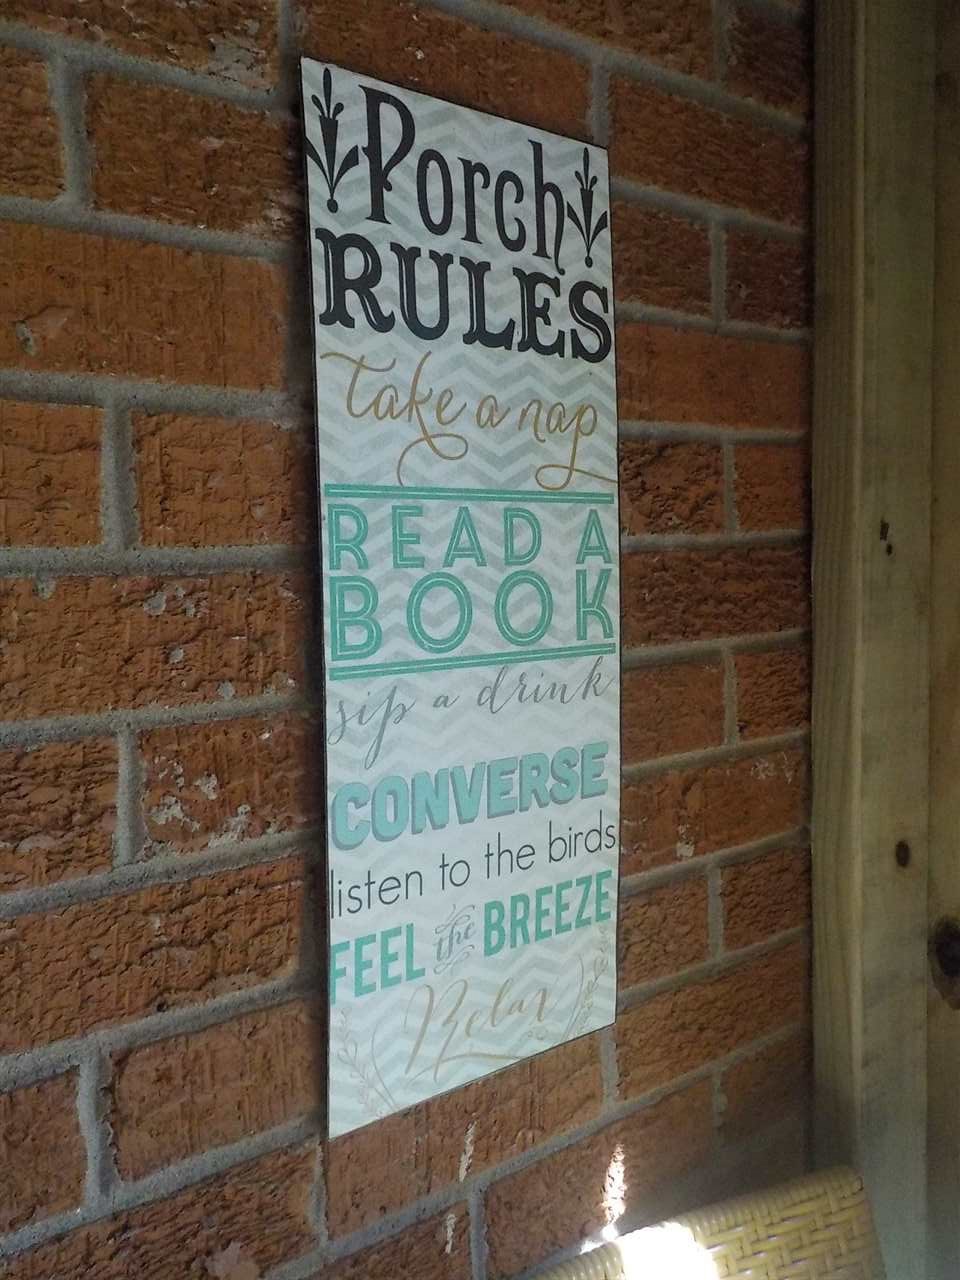 Porch
RULES
take a nap
READ A
BOOK
sip a drink
CONVERSE
listen to the birds
FEEL the BREEZE
Relax